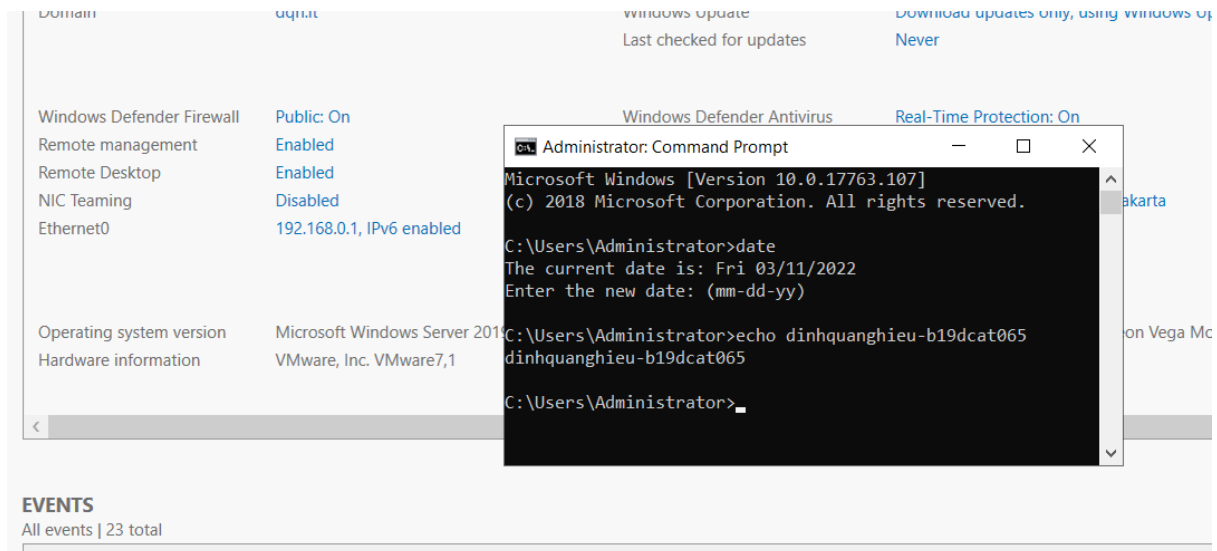 Domain dqh.it Windows Update Download updates only, using Windows Up
Last checked for updates Never
Windows Defender Firewall Public: On Windows Defender Antivirus Real-Time Protection: On
Remote management Enabled
Remote Desktop Enabled
NIC Teaming Disabled akarta
Ethernet0 192.168.0.1, IPv6 enabled
Operating system version Microsoft Windows Server 2019 eon Vega Mo
Hardware information VMware, Inc. VMware7,1
Administrator: Command Prompt
Microsoft Windows [Version 10.0.17763.107]
(c) 2018 Microsoft Corporation. All rights reserved.
C:\Users\Administrator>date
The current date is: Fri 03/11/2022
Enter the new date: (mm-dd-yy)
C:\Users\Administrator>echo dinhquanghieu-b19dcat065
dinhquanghieu-b19dcat065
C:\Users\Administrator>
EVENTS
All events | 23 total